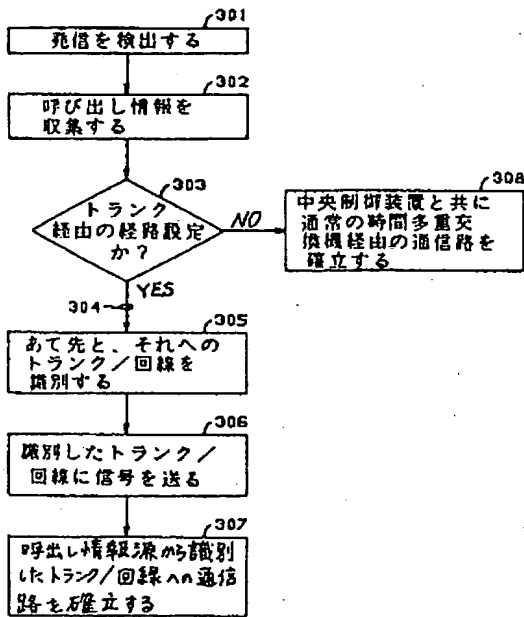 301
発信を検出する
302
呼び出し情報を
収集する
303
トランク
経由の経路設定
か?
NO
308
中央制御装置と共に
通常の時間多重交
換機経由の通信路を
確立する
YES
304
305
あて先と、それへの
トランク/回線を
識別する
306
識別したトランク/
回線に信号を送る
307
呼出し情報源から識別
したトランク/回線への通信
路を確立する